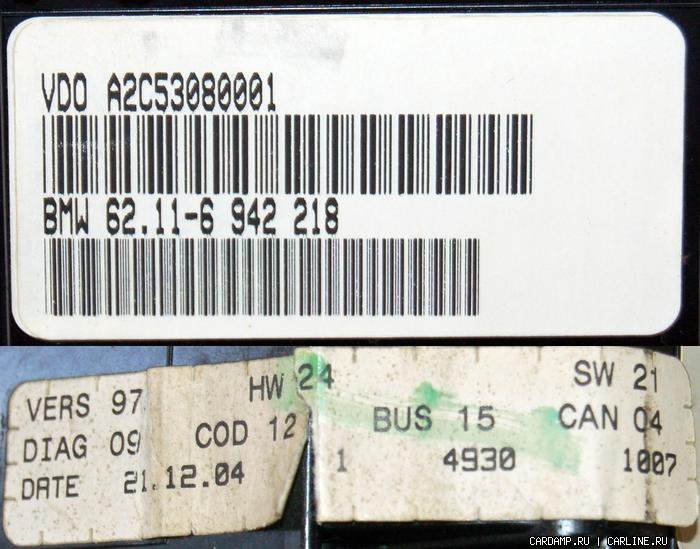 VDO A2C53080001
BMW 62.11-6 942 218
VERS 97 HW 24 SW 21
DIAG 09 COD 12 BUS 15 CAN 04
DATE 21.12.04 1 4930 1007
CARDAMP.RU | CARLINE.RU